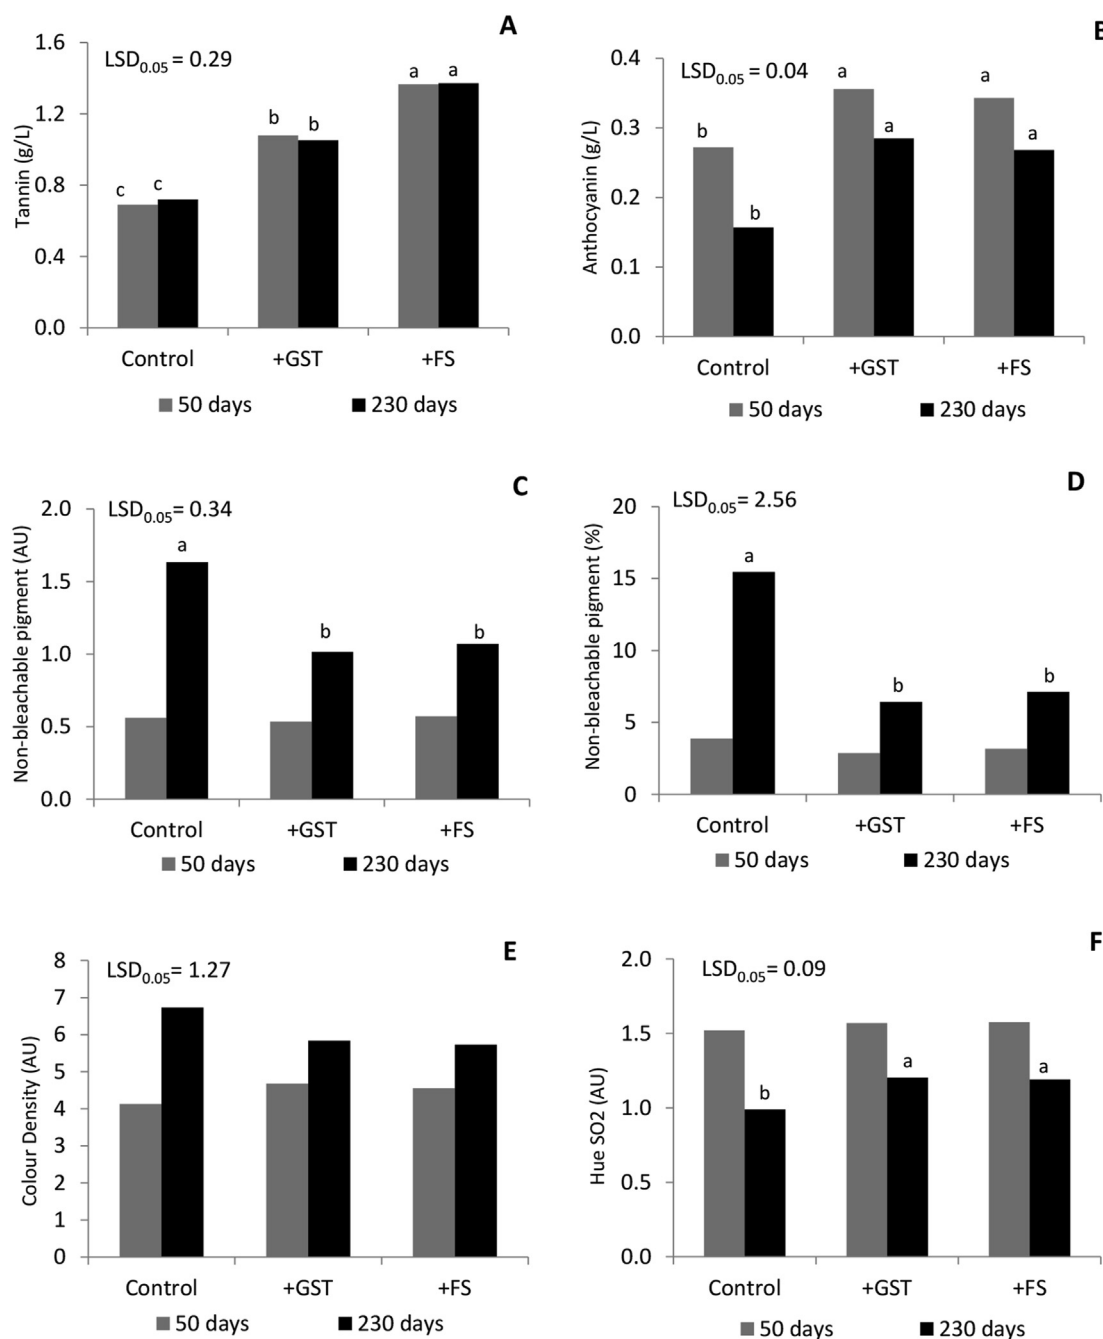 A
LSD0.05 = 0.29
Tannin (g/L)
1.6
1.2
0.8
0.4
0.0
c c
b b
a a
Control +GST +FS
50 days 230 days
LSD0.05 = 0.04
Anthocyanin (g/L)
0.4
0.3
0.2
0.1
0.0
b b
a a
a a
Control +GST +FS
50 days 230 days
C
LSD0.05 = 0.34
Non-bleachable pigment (AU)
2.0
1.5
1.0
0.5
0.0
a
b
b
Control +GST +FS
50 days 230 days
D
LSD0.05= 2.56
Non-bleachable pigment (%)
20
15
10
5
0
a
b
b
Control +GST +FS
50 days 230 days
E
LSD0.05= 1.27
Colour Density (AU)
8
7
6
5
4
3
2
1
0
Control +GST +FS
50 days 230 days
F
LSD0.05= 0.09
Hue SO2 (AU)
2.0
1.5
1.0
0.5
0.0
b
a
a
Control +GST +FS
50 days 230 days